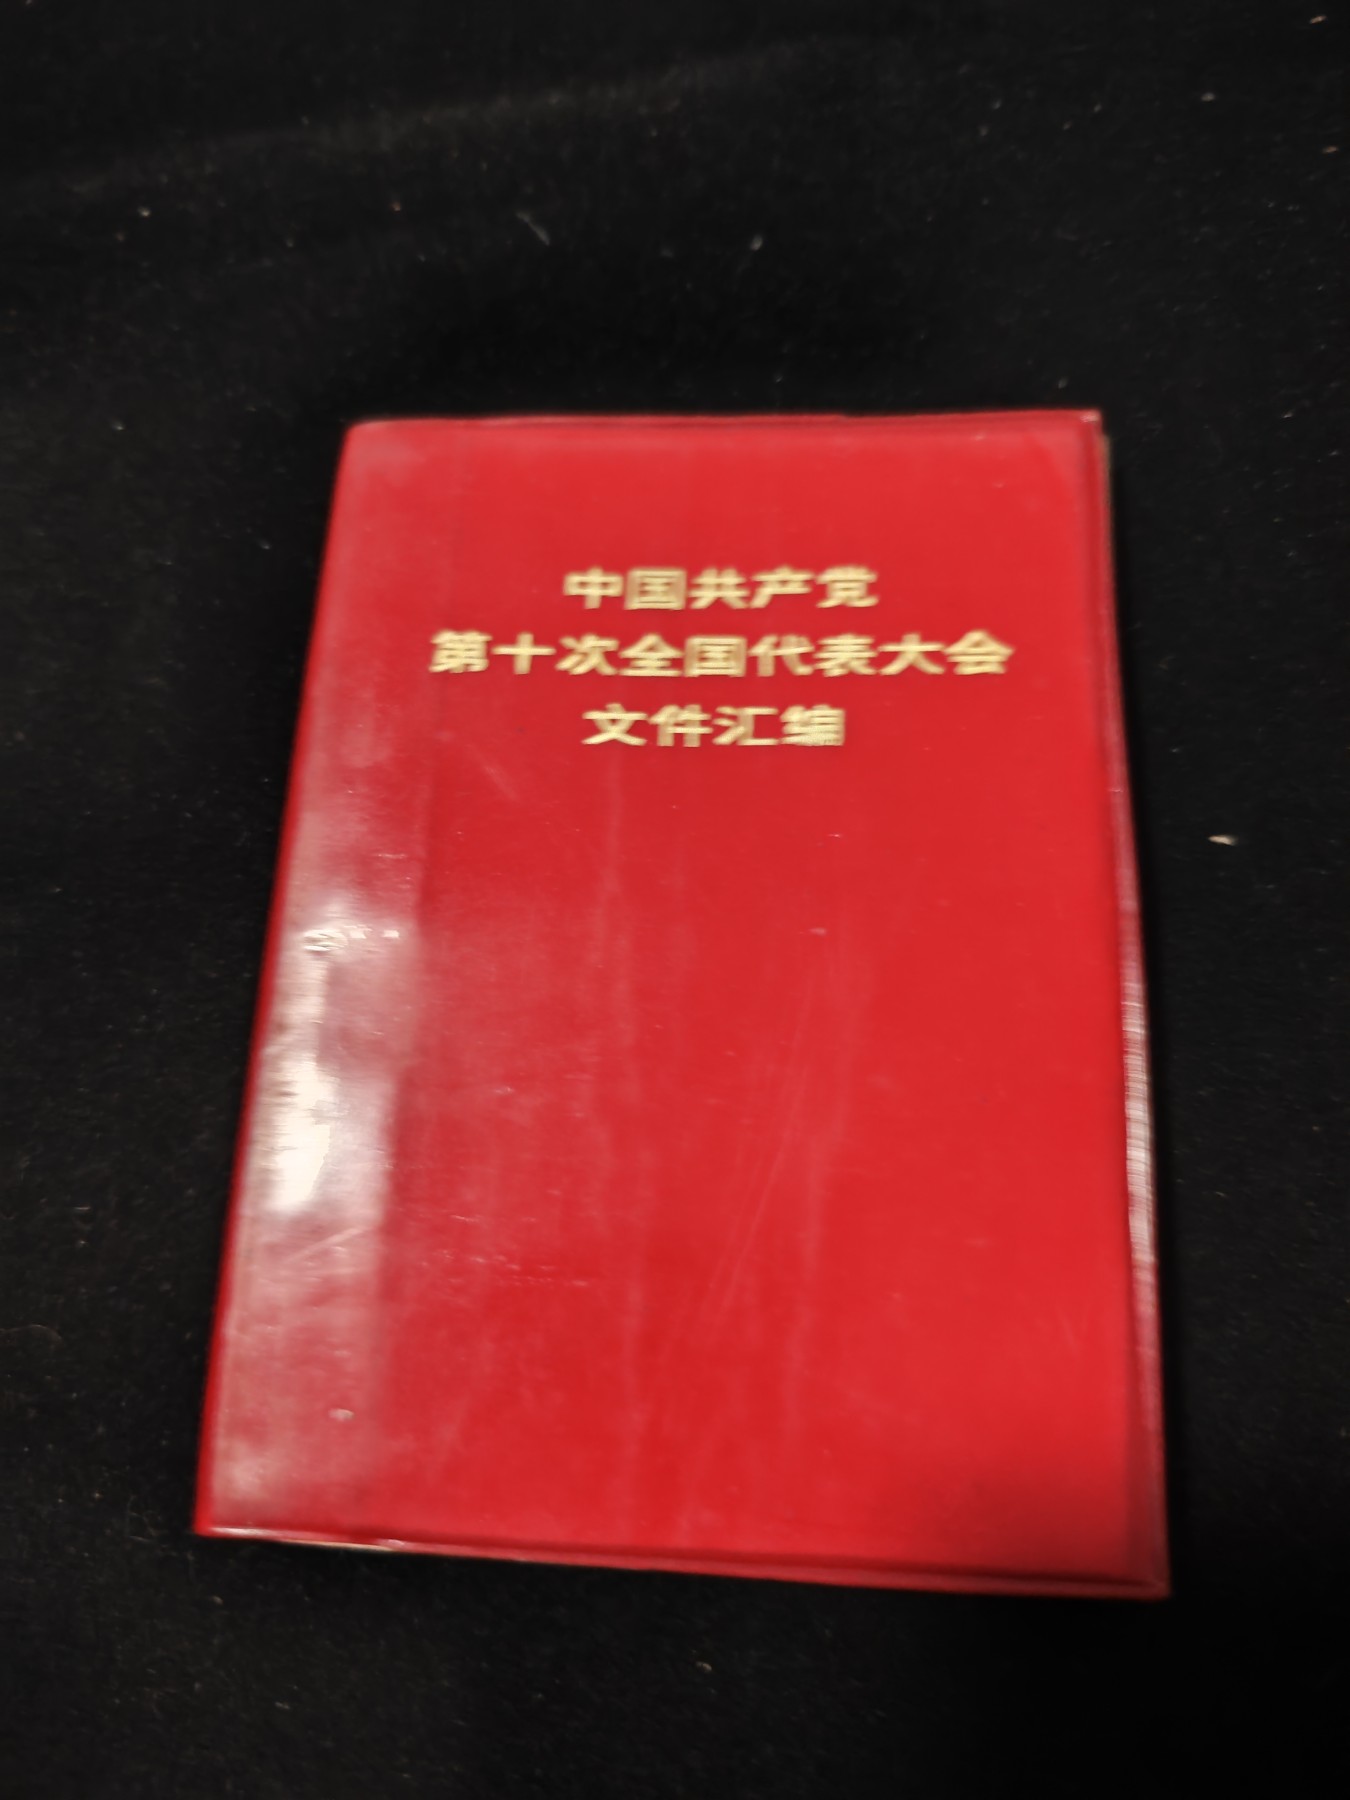 中国共产党
第十次全国代表大会
文件汇编